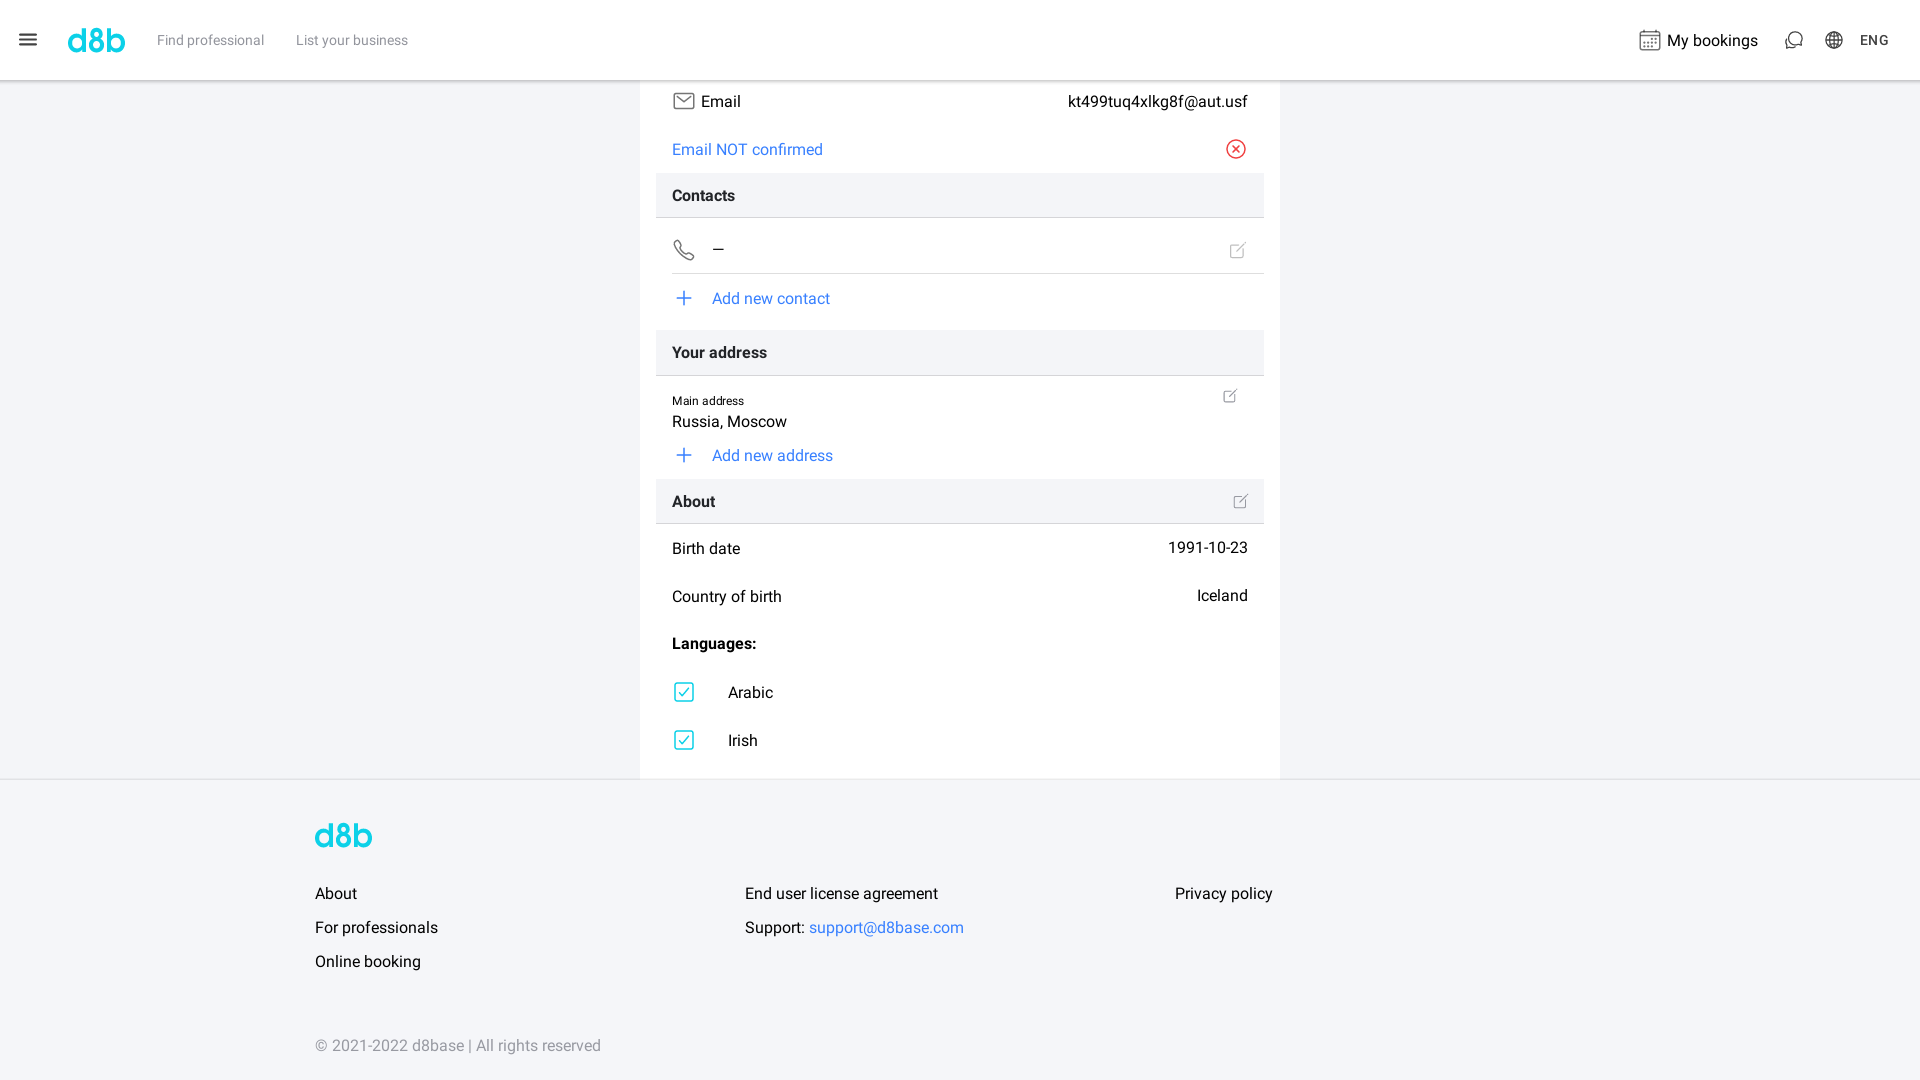 d8b
Find professional
List your business
My bookings
ENG
Email
kt499tuq4xlkg8f@aut.usf
Email NOT confirmed
Contacts
—
Add new contact
Your address
Main address
Russia, Moscow
Add new address
About
Birth date
1991-10-23
Country of birth
Iceland
Languages:
Arabic
Irish
d8b
About
End user license agreement
Privacy policy
For professionals
Support: support@d8base.com
Online booking
© 2021-2022 d8base | All rights reserved